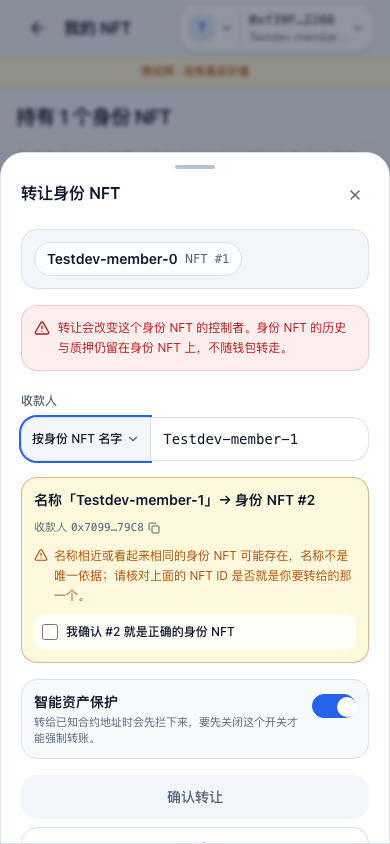 我的 NFT
0xf39F…2266
Testdev-member…
持有 1 个身份 NFT
转让身份 NFT
Testdev-member-0 NFT #1
转让会改变这个身份 NFT 的控制者。身份 NFT 的历史
与质押仍留在身份 NFT 上，不随钱包转走。
收款人
按身份 NFT 名字 Testdev-member-1
名称「Testdev-member-1」→ 身份 NFT #2
收款人 0x7099…79C8
名称相近或看起来相同的身份 NFT 可能存在，名称不是
唯一依据；请核对上面的 NFT ID 是否就是你要转给的那
一个。
我确认 #2 就是正确的身份 NFT
智能资产保护
转给已知合约地址时会先拦下来，要先关闭这个开关才
能强制转账。
确认转让